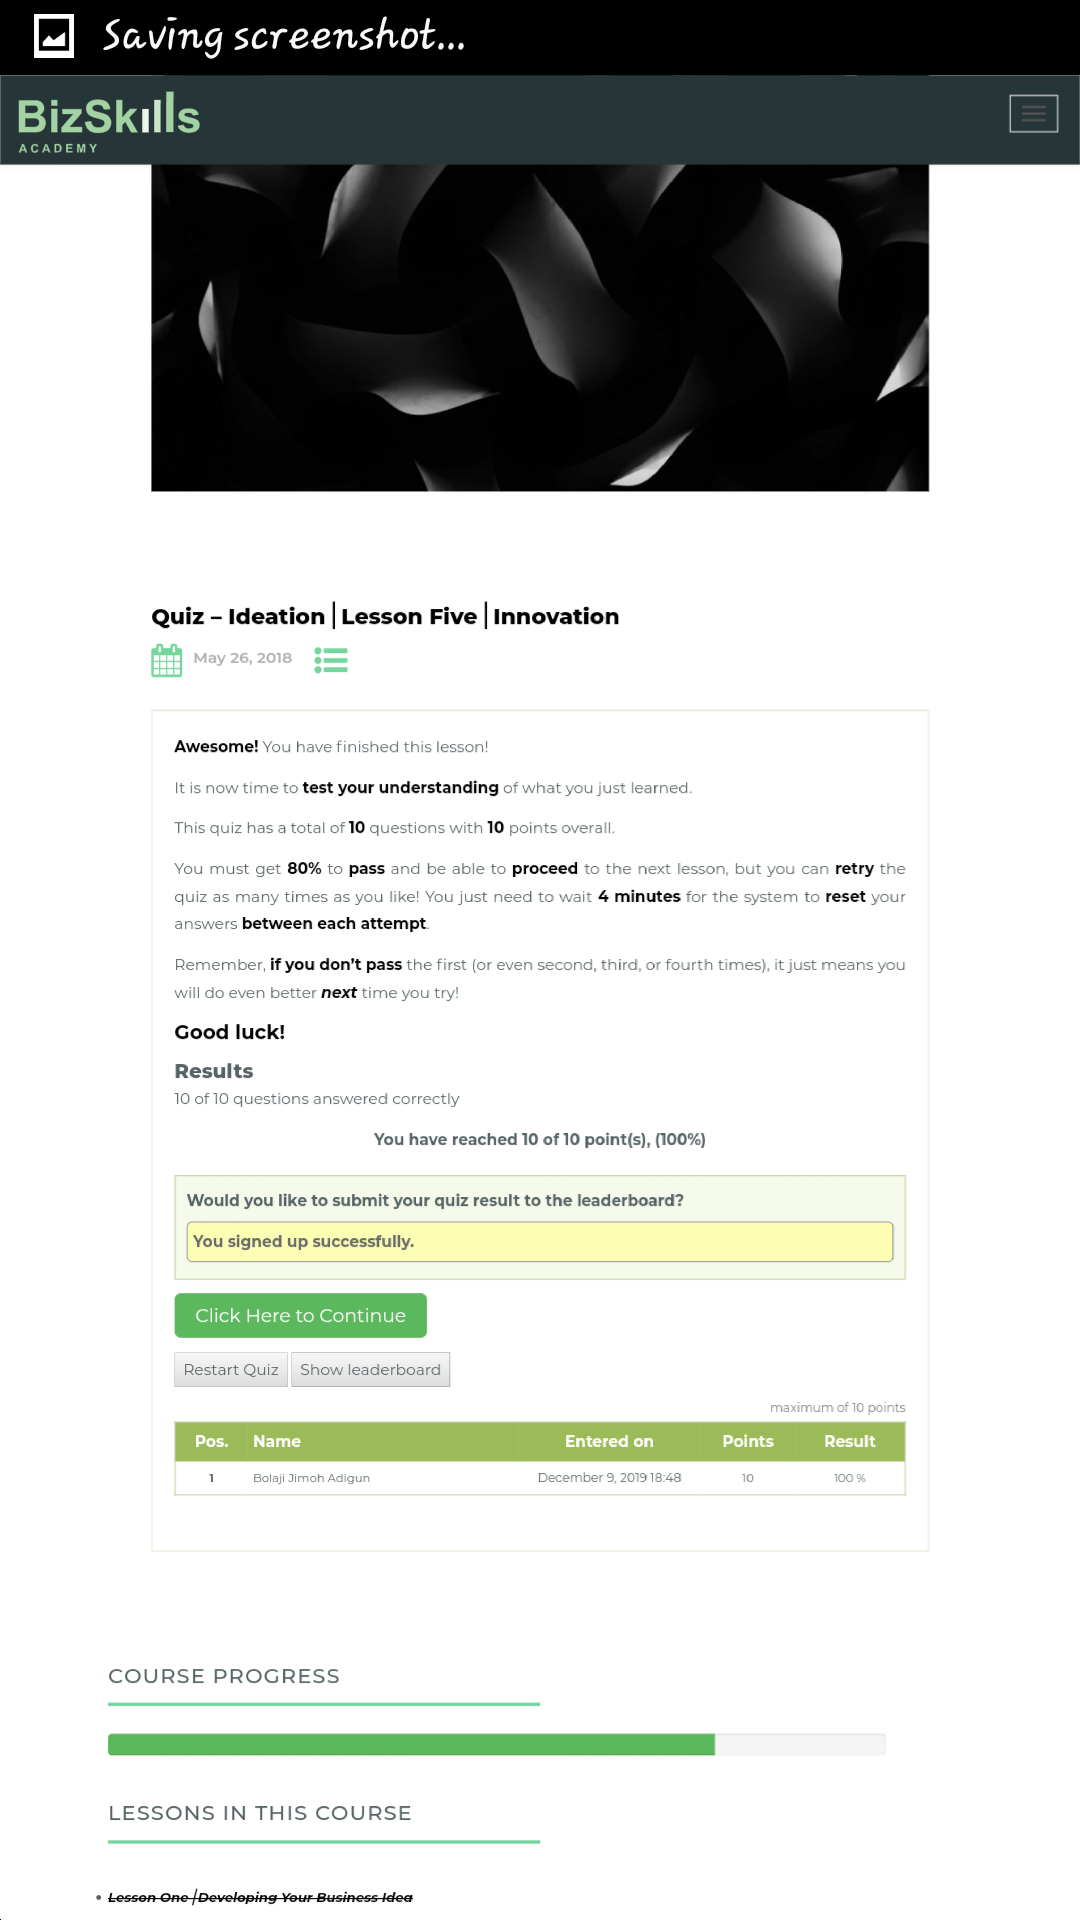 Saving screenshot...
BizSkills
ACADEMY
Quiz – Ideation│Lesson Five│Innovation
May 26, 2018
Awesome! You have finished this lesson!
It is now time to test your understanding of what you just learned.
This quiz has a total of 10 questions with 10 points overall.
You must get 80% to pass and be able to proceed to the next lesson, but you can retry the
quiz as many times as you like! You just need to wait 4 minutes for the system to reset your
answers between each attempt.
Remember, if you don’t pass the first (or even second, third, or fourth times), it just means you
will do even better next time you try!
Good luck!
Results
10 of 10 questions answered correctly
You have reached 10 of 10 point(s), (100%)
Would you like to submit your quiz result to the leaderboard?
You signed up successfully.
Click Here to Continue
Restart Quiz Show leaderboard
maximum of 10 points
Pos. Name Entered on Points Result
1 Bolaji Jimoh Adigun December 9, 2019 18:48 10 100 %
COURSE PROGRESS
LESSONS IN THIS COURSE
• Lesson One│Developing Your Business Idea